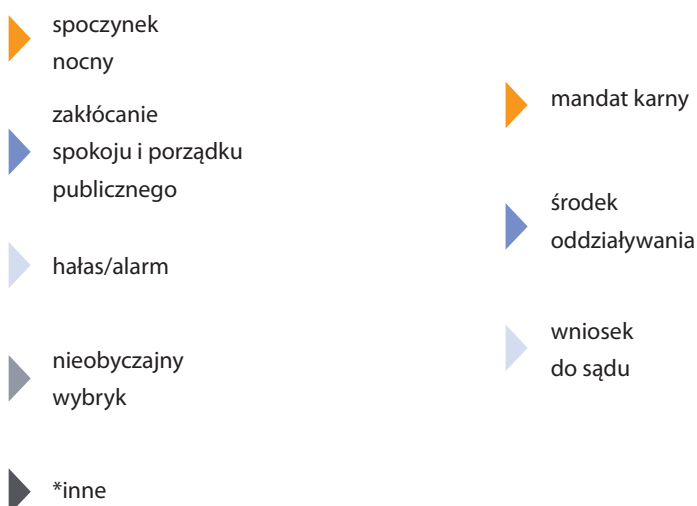 spoczynek
nocny
zakłócanie
spokoju i porządku
publicznego
hałas/alarm
nieobyczajny
wybryk
*inne
mandat karny
środek
oddziaływania
wniosek
do sądu